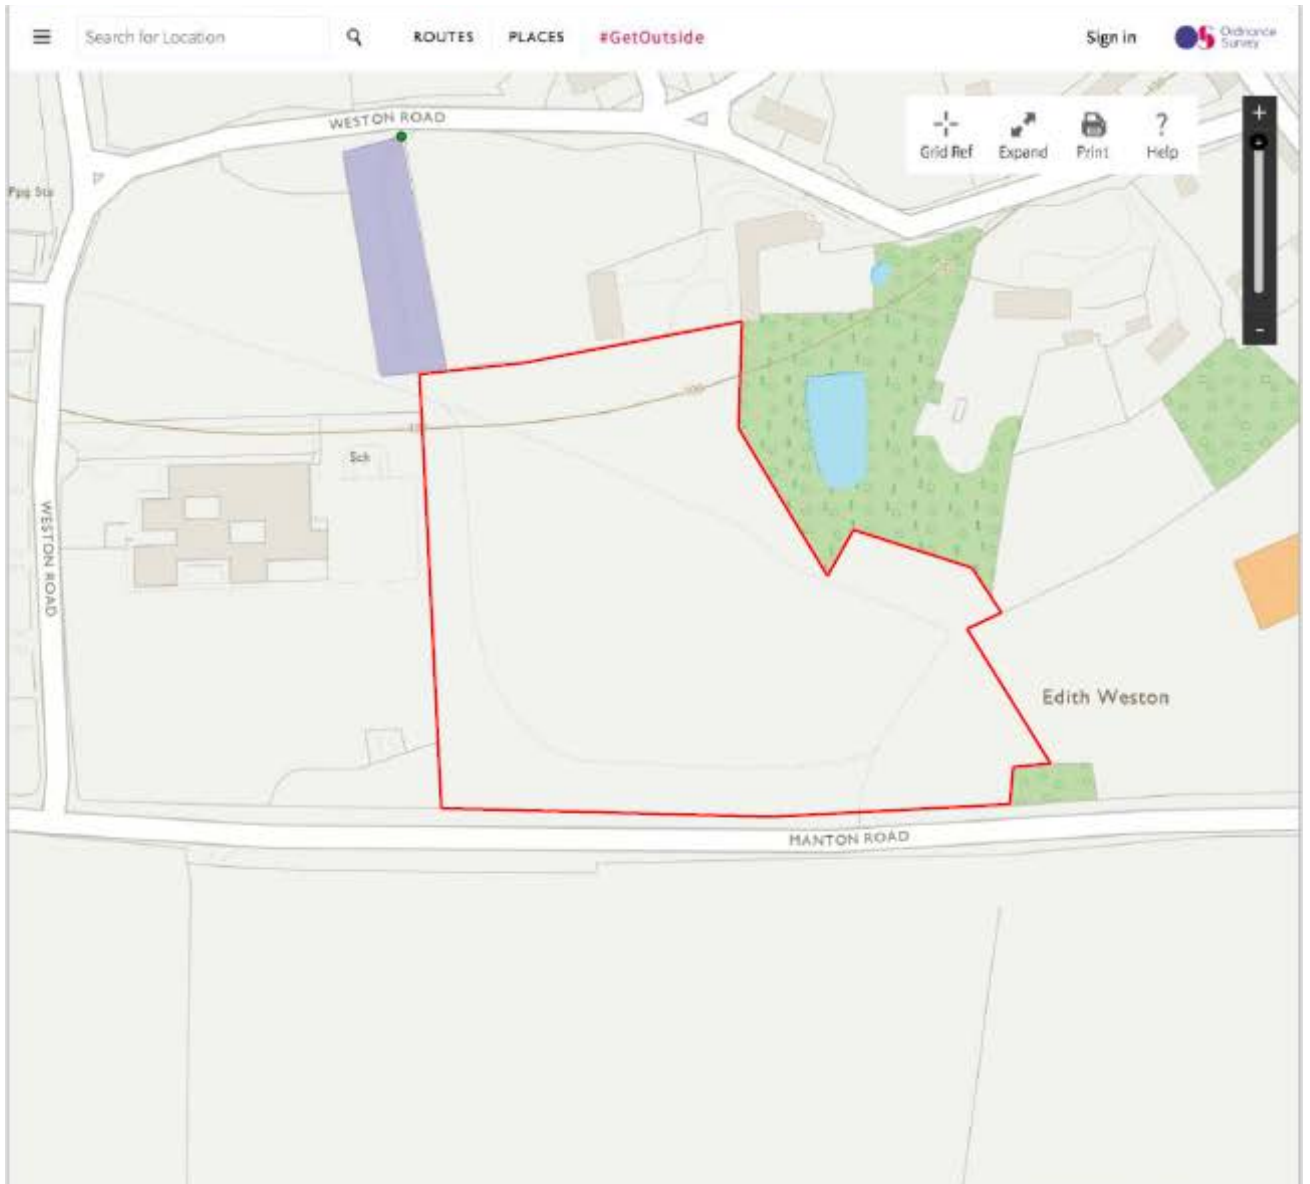 Search for Location
ROUTES
PLACES
#GetOutside
Sign in
Ordnance
Survey
WESTON ROAD
Grid Ref
Expand
Print
Help
+
-
Sch
WESTON ROAD
Edith Weston
MANTON ROAD